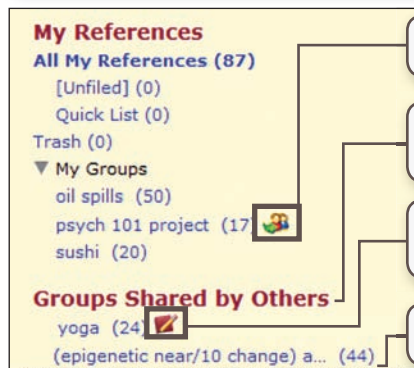 My References
All My References (87)
[Unfiled] (0)
Quick List (0)
Trash (0)
My Groups
oil spills (50)
psych 101 project (17)
sushi (20)
Groups Shared by Others
yoga (24)
(epigenetic near/10 change) a... (44)